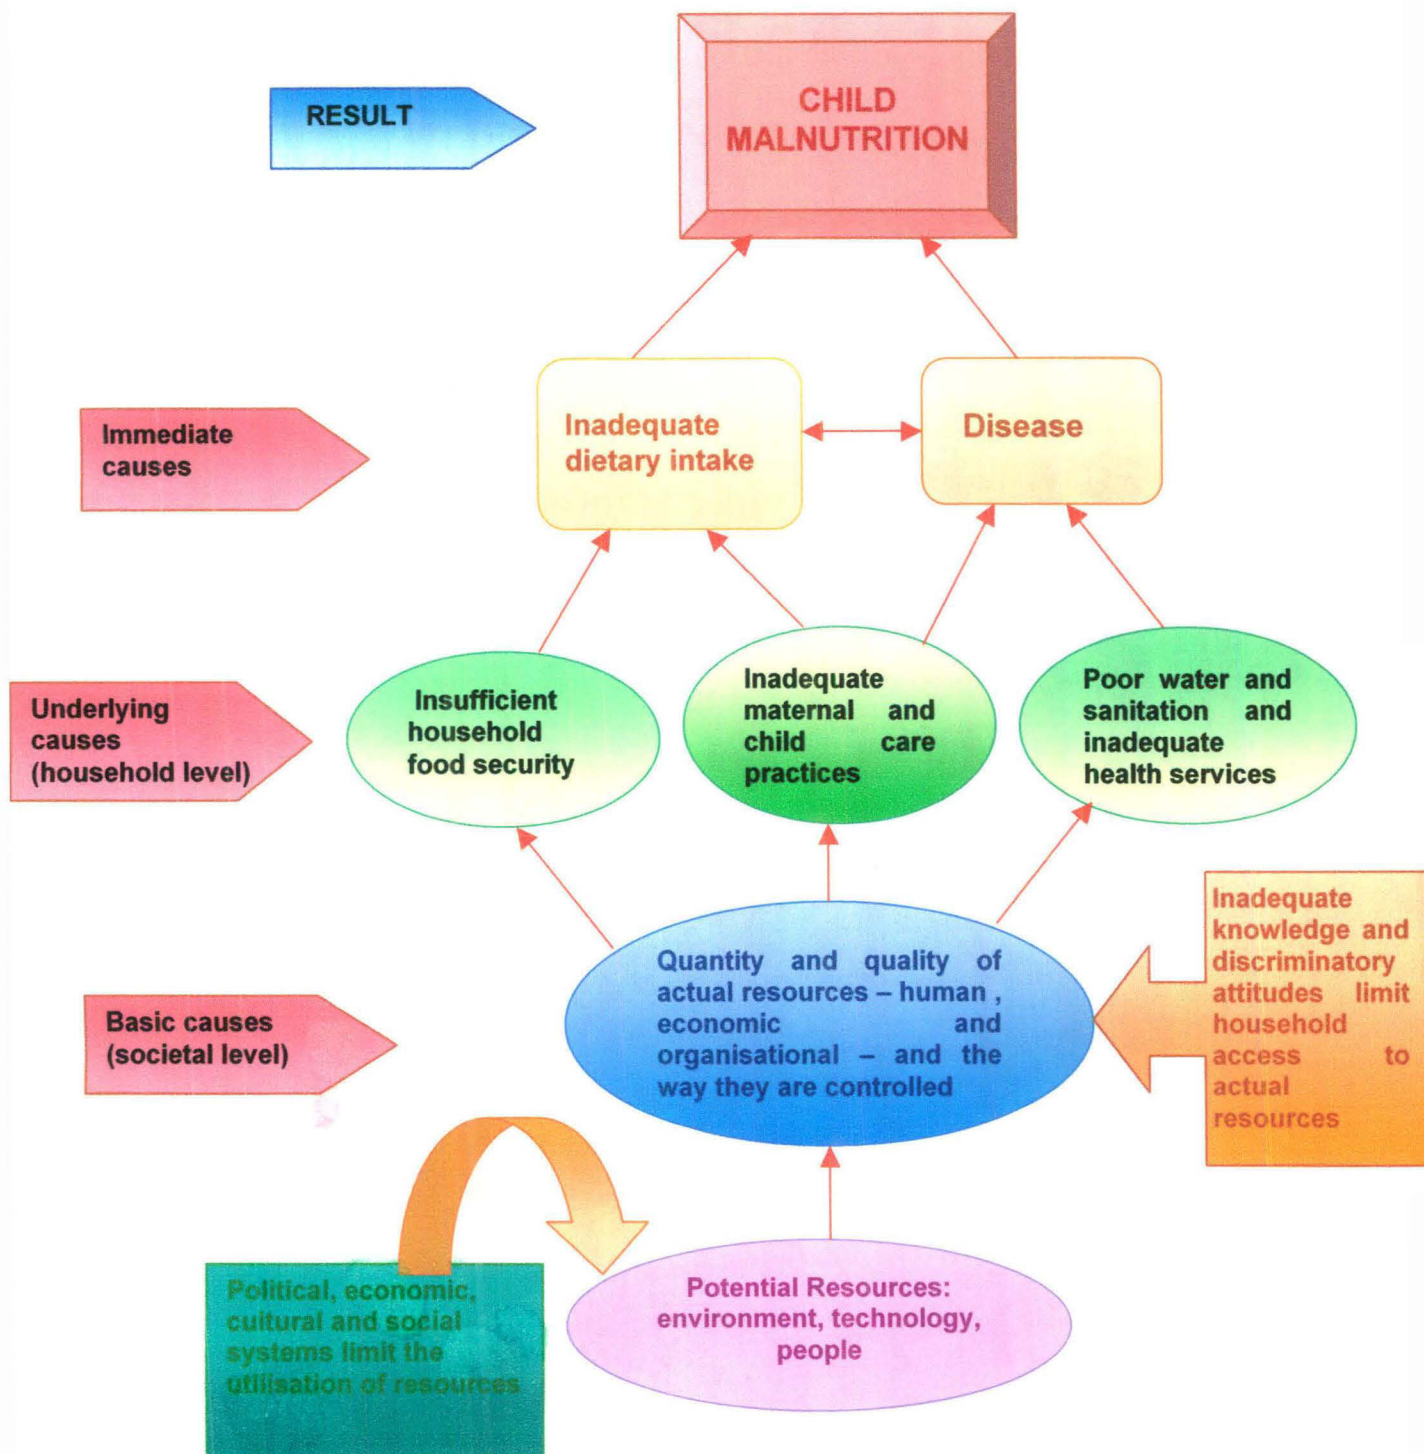 RESULT
CHILD
MALNUTRITION
Immediate
causes
Inadequate
dietary intake
Disease
Underlying
causes
(household level)
Insufficient
household
food security
Inadequate
maternal and
child care
practices
Poor water and
sanitation and
inadequate
health services
Basic causes
(societal level)
Quantity and quality of
actual resources – human ,
economic and
organisational – and the
way they are controlled
Inadequate
knowledge and
discriminatory
attitudes limit
household
access to
actual
resources
Political, economic,
cultural and social
systems limit the
utilisation of resources
Potential Resources:
environment, technology,
people